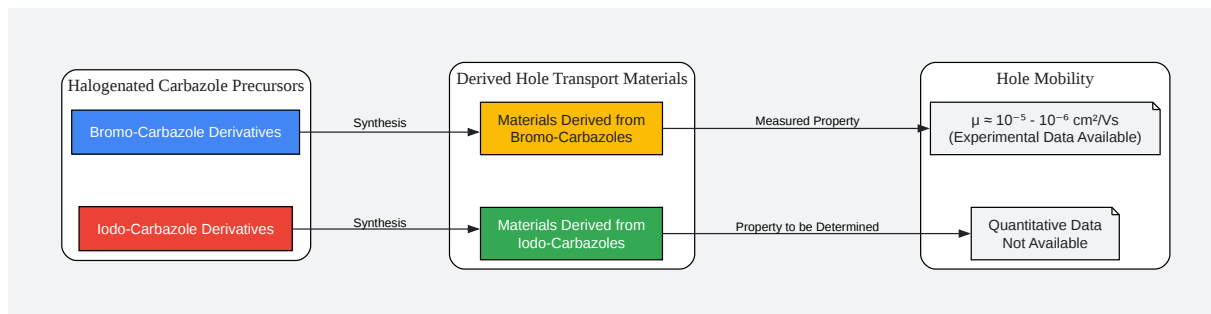 Halogenated Carbazole Precursors
Bromo-Carbazole Derivatives
Iodo-Carbazole Derivatives
Synthesis
Synthesis
Derived Hole Transport Materials
Materials Derived from
Bromo-Carbazoles
Materials Derived from
Iodo-Carbazoles
Measured Property
Property to be Determined
Hole Mobility
μ ≈ 10⁻⁵ - 10⁻⁶ cm²/Vs
(Experimental Data Available)
Quantitative Data
Not Available